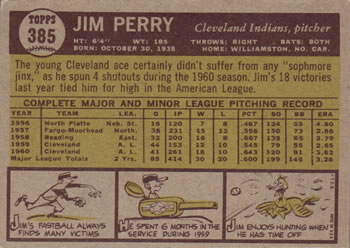 TOPPS
385
JIM PERRY
Cleveland Indians, pitcher
HT: 6'4" WT: 185 THROWS: RIGHT BATS: BOTH
BORN: OCTOBER 30, 1935 HOME: WILLIAMSTON, NO. CAR.
The young Cleveland ace certainly didn't suffer from any "sophmore
jinx," as he spun 4 shutouts during the 1960 season. Jim's 18 victories
last year tied him for high in the American League.
COMPLETE MAJOR AND MINOR LEAGUE PITCHING RECORD
YEAR TEAM LEA. G IP W L PCT. SO BB ERA
1956 North Platte Neb. St.
1957 Fargo-Moorhead North.
1958 Reading East.
1959 Cleveland A. L.
1960 Cleveland A. L.
Major League Totals 2 Yrs.
JIM'S FASTBALL ALWAYS
FINDS MANY VICTIMS
HE SPENT 6 MONTHS IN THE
SERVICE DURING 1959
JIM ENJOYS HUNTING WHEN
HE HAS TIME OFF